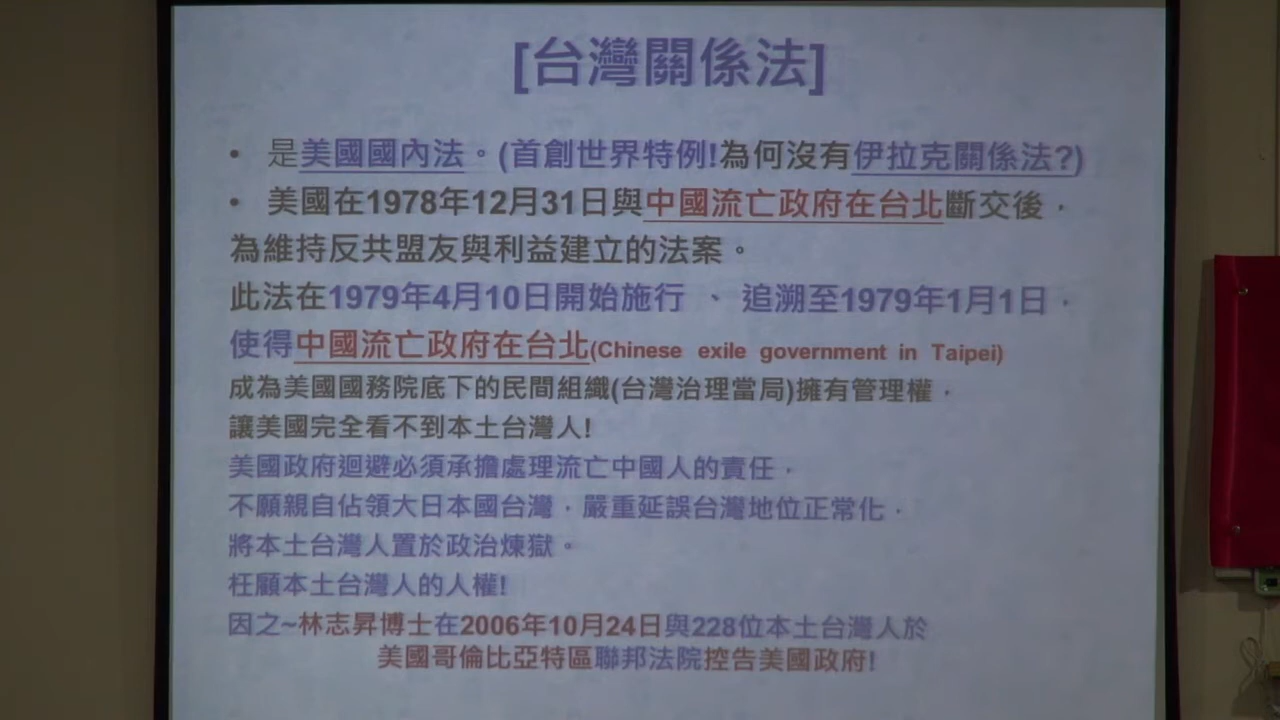 [台灣關係法]
• 是美國國內法。(首創世界特例!為何沒有伊拉克關係法?)
• 美國在1978年12月31日與中國流亡政府在台北斷交後，
為維持反共盟友與利益建立的法案。
此法在1979年4月10日開始施行 、 追溯至1979年1月1日，
使得中國流亡政府在台北(Chinese exile government in Taipei)
成為美國國務院底下的民間組織(台灣治理當局)擁有管理權，
讓美國完全看不到本土台灣人!
美國政府迴避必須承擔處理流亡中國人的責任，
不願親自佔領大日本國台灣，嚴重延誤台灣地位正常化，
將本土台灣人置於政治煉獄。
枉顧本土台灣人的人權!
因之~林志昇博士在2006年10月24日與228位本土台灣人於
美國哥倫比亞特區聯邦法院控告美國政府!